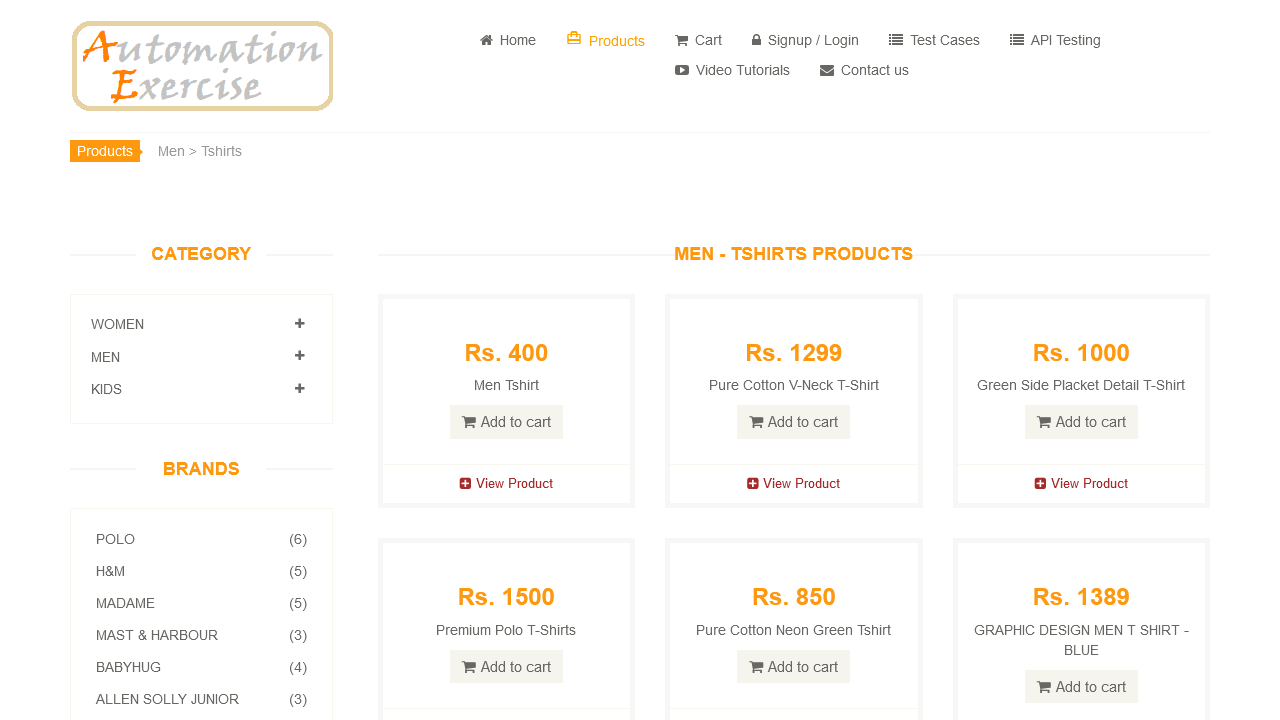 Automation
Exercise
Home
Products
Cart
Signup / Login
Test Cases
API Testing
Video Tutorials
Contact us
Products
Men > Tshirts
CATEGORY
WOMEN
MEN
KIDS
BRANDS
POLO (6)
H&M (5)
MADAME (5)
MAST & HARBOUR (3)
BABYHUG (4)
ALLEN SOLLY JUNIOR (3)
MEN - TSHIRTS PRODUCTS
Rs. 400
Men Tshirt
Add to cart
View Product
Rs. 1299
Pure Cotton V-Neck T-Shirt
Add to cart
View Product
Rs. 1000
Green Side Placket Detail T-Shirt
Add to cart
View Product
Rs. 1500
Premium Polo T-Shirts
Add to cart
Rs. 850
Pure Cotton Neon Green Tshirt
Add to cart
Rs. 1389
GRAPHIC DESIGN MEN T SHIRT -
BLUE
Add to cart